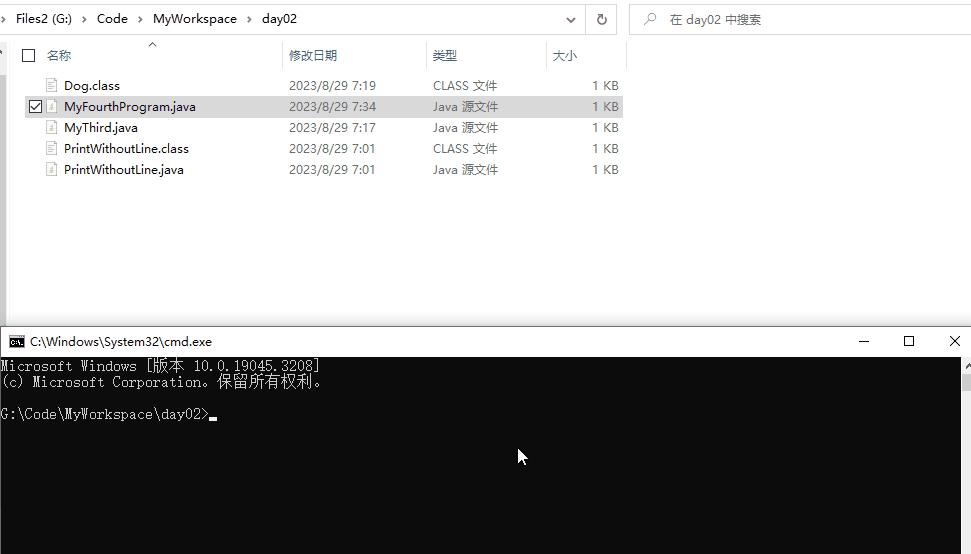 Files2 (G:) › Code › MyWorkspace › day02
在 day02 中搜索
名称 修改日期 类型 大小
Dog.class 2023/8/29 7:19 CLASS 文件 1 KB
MyFourthProgram.java 2023/8/29 7:34 Java 源文件 1 KB
MyThird.java 2023/8/29 7:17 Java 源文件 1 KB
PrintWithoutLine.class 2023/8/29 7:01 CLASS 文件 1 KB
PrintWithoutLine.java 2023/8/29 7:01 Java 源文件 1 KB
C:\Windows\System32\cmd.exe
Microsoft Windows [版本 10.0.19045.3208]
(c) Microsoft Corporation。保留所有权利。
G:\Code\MyWorkspace\day02>